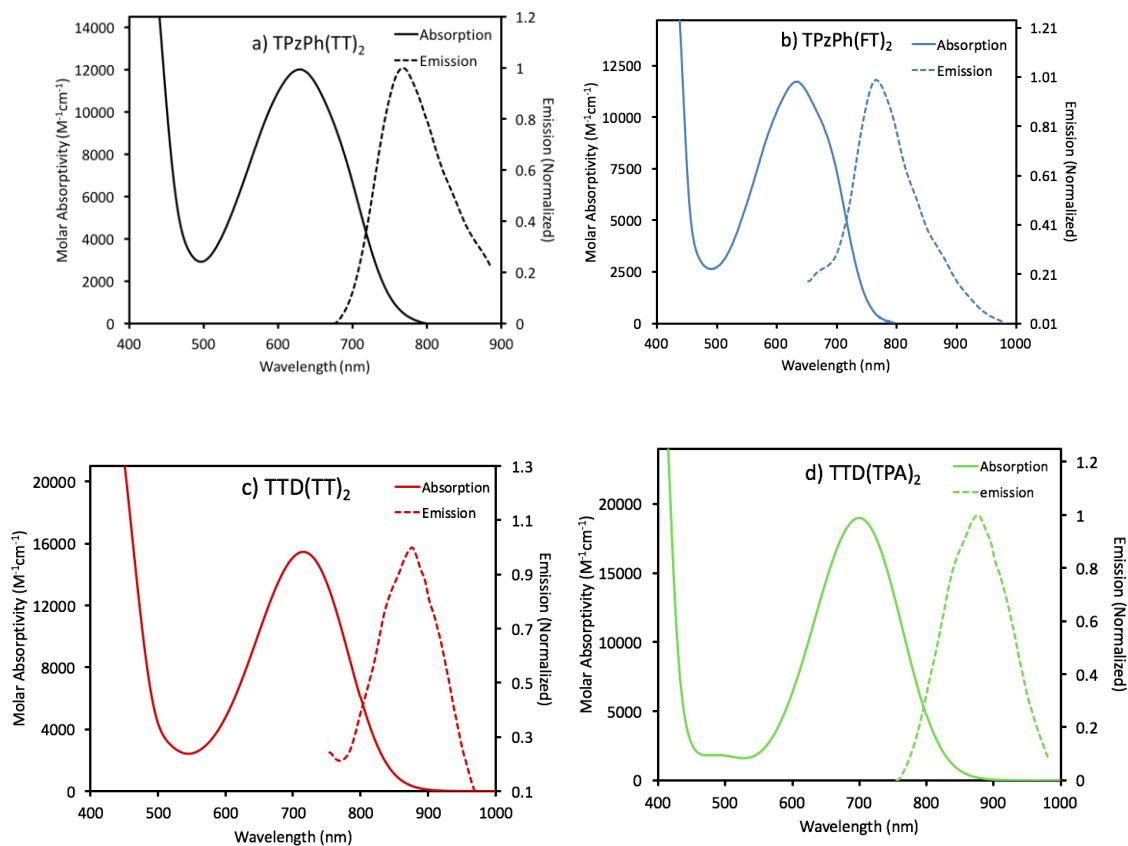 a) TPzPh(TT)2
Absorption
Emission
14000
12000
10000
8000
6000
4000
2000
0
Molar Absorptivity (M-1cm-1)
1.2
1
0.8
0.6
0.4
0.2
0
Emission (Normalized)
400 500 600 700 800 900
Wavelength (nm)
b) TPzPh(FT)2
Absorption
Emission
12500
10000
7500
5000
2500
0
Molar Absorptivity (M-1cm-1)
1.21
1.01
0.81
0.61
0.41
0.21
0.01
Emission (Normalized)
400 500 600 700 800 900 1000
Wavelength (nm)
c) TTD(TT)2
Absorption
Emission
20000
16000
12000
8000
4000
0
Molar Absorptivity (M-1cm-1)
1.3
1.1
0.9
0.7
0.5
0.3
0.1
Emission (Normalized)
400 500 600 700 800 900 1000
Wavelength (nm)
d) TTD(TPA)2
Absorption
emission
20000
15000
10000
5000
0
Molar Absorptivity (M-1cm-1)
1.2
1
0.8
0.6
0.4
0.2
0
Emission (Normalized)
400 500 600 700 800 900 1000
Wavelength (nm)